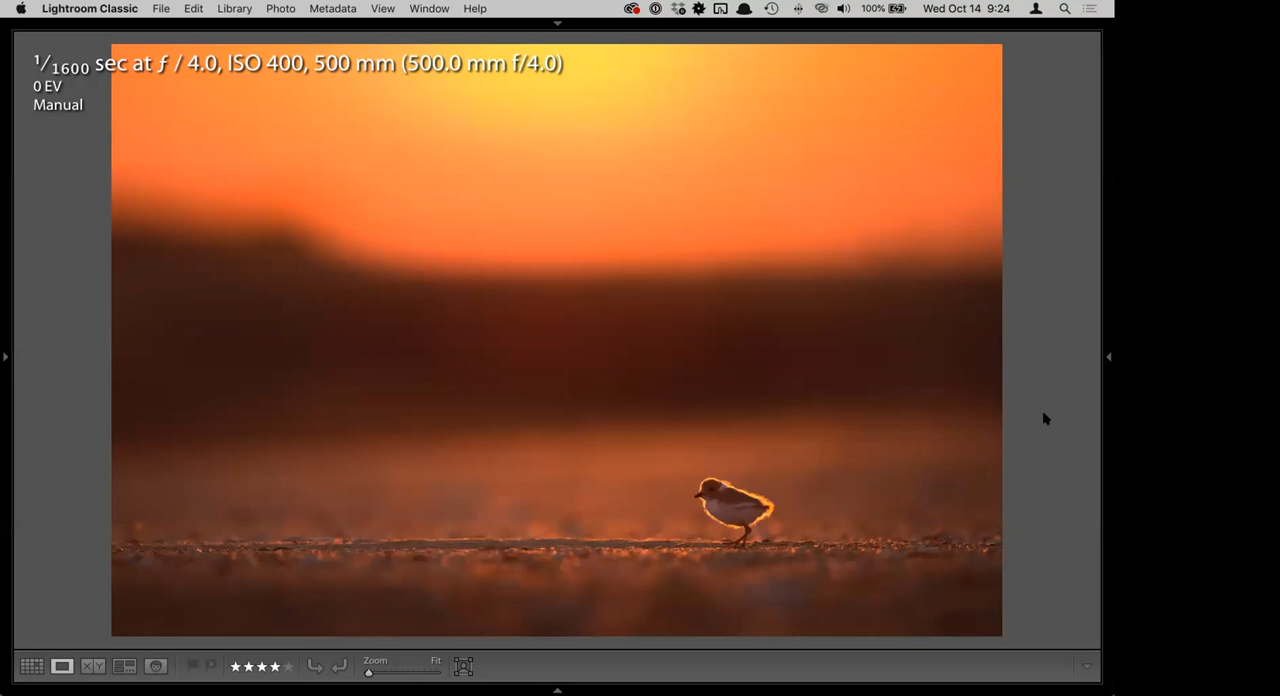 Lightroom Classic File Edit Library Photo Metadata View Window Help 100% Wed Oct 14 9:24
1/1600 sec at ƒ / 4.0, ISO 400, 500 mm (500.0 mm f/4.0)
0 EV
Manual
XY Zoom Fit